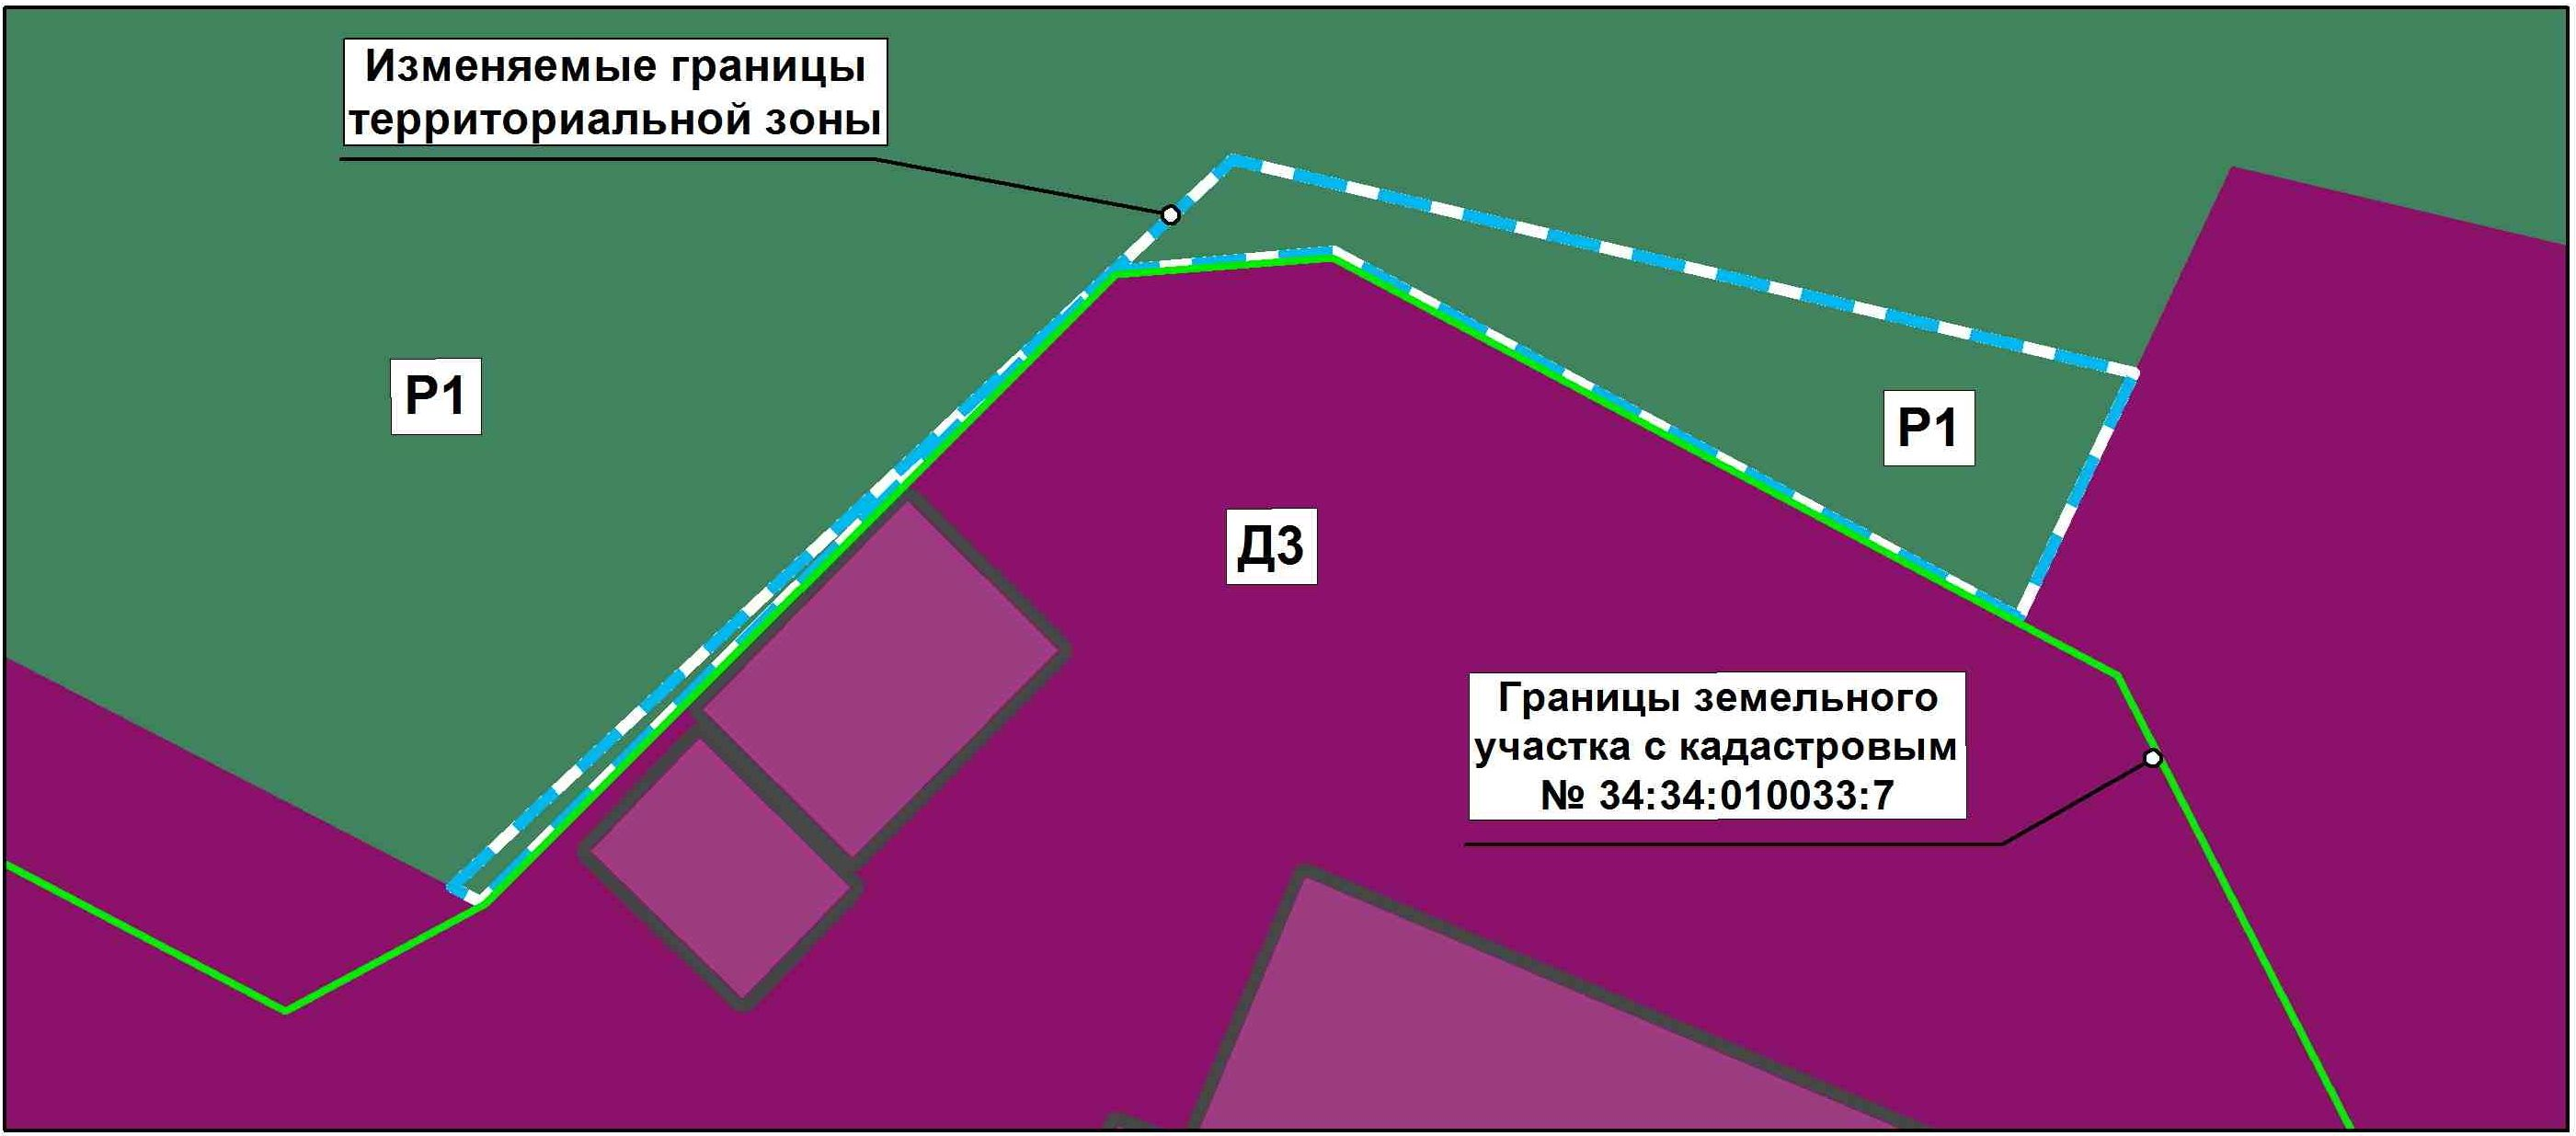 Изменяемые границы
территориальной зоны
Р1
Р1
Д3
Границы земельного
участка с кадастровым
№ 34:34:010033:7